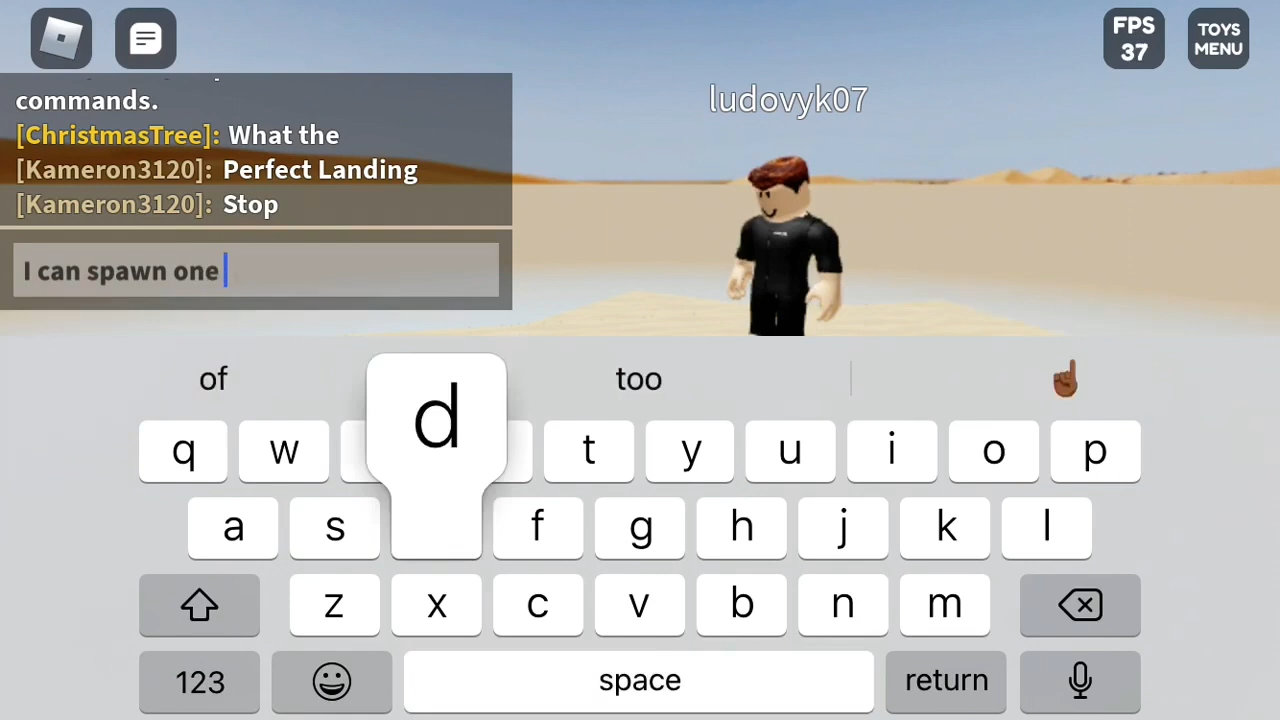 FPS
37
TOYS
MENU
commands.
[ChristmasTree]: What the
[Kameron3120]: Perfect Landing
[Kameron3120]: Stop
I can spawn one
ludovyk07
of
too
d
q w t y u i o p
a s f g h j k l
z x c v b n m
123 space return